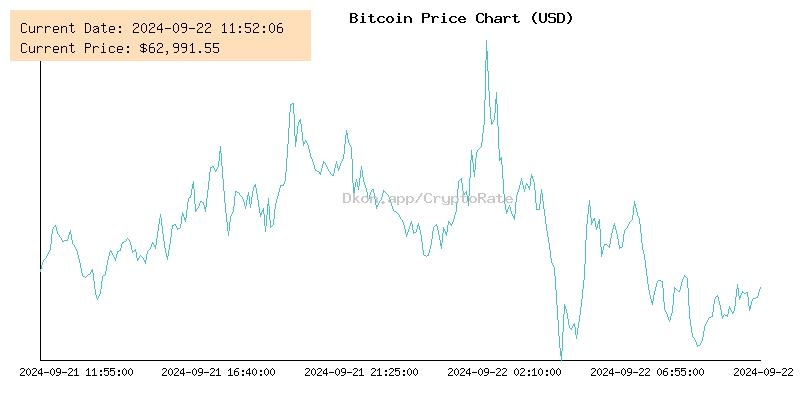 Bitcoin Price Chart (USD)
Current Date: 2024-09-22 11:52:06
Current Price: $62,991.55
Dkon.app/CryptoRate
2024-09-21 11:55:00 2024-09-21 16:40:00 2024-09-21 21:25:00 2024-09-22 02:10:00 2024-09-22 06:55:00 2024-09-22